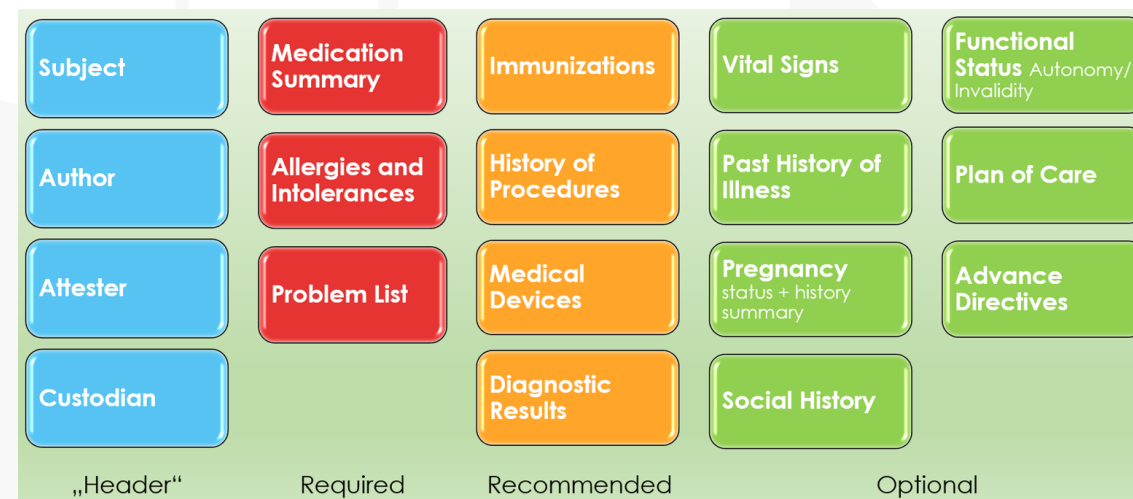 Subject
Author
Attester
Custodian
„Header“
Medication
Summary
Allergies and
Intolerances
Problem List
Required
Immunizations
History of
Procedures
Medical
Devices
Diagnostic
Results
Recommended
Vital Signs
Past History of
Illness
Pregnancy
status + history
summary
Social History
Functional
Status Autonomy/
Invalidity
Plan of Care
Advance
Directives
Optional